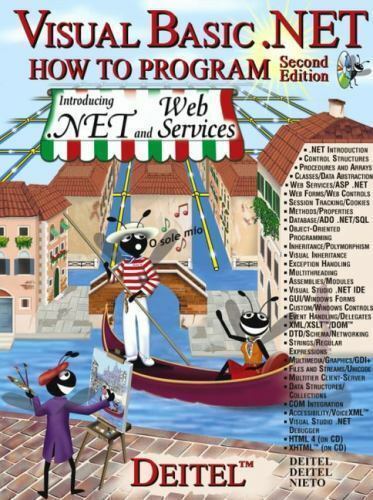 VISUAL BASIC .NET
HOW TO PROGRAM Second
Edition
Introducing
.NET and Web
Services
O sole mio
• .NET INTRODUCTION
• CONTROL STRUCTURES
• PROCEDURES AND ARRAYS
• CLASSES/DATA ABSTRACTION
• WEB SERVICES/ASP .NET
• WEB FORMS/WEB CONTROLS
• SESSION TRACKING/COOKIES
• METHODS/PROPERTIES
• DATABASE/ADO .NET/SQL
• OBJECT-ORIENTED
PROGRAMMING
• INHERITANCE/POLYMORPHISM
• VISUAL INHERITANCE
• EXCEPTION HANDLING
• MULTITHREADING
• ASSEMBLIES/MODULES
• VISUAL STUDIO .NET IDE
• GUI/WINDOWS FORMS
• CUSTOM/WINDOWS CONTROLS
• EVENT HANDLING/DELEGATES
• XML/XSLT™/DOM™
• DTD/SCHEMA/NETWORKING
• STRINGS/REGULAR
EXPRESSIONS
• MULTIMEDIA/GRAPHICS/GDI+
• FILES AND STREAMS/UNICODE
• MULTITIER CLIENT-SERVER
• DATA STRUCTURES/
COLLECTIONS
• COM INTEGRATION
• ACCESSIBILITY/VOICEXML™
• VISUAL STUDIO .NET
DEBUGGER
• HTML 4 (ON CD)
• XHTML™ (ON CD)
DEITEL™
DEITEL
DEITEL
NIETO